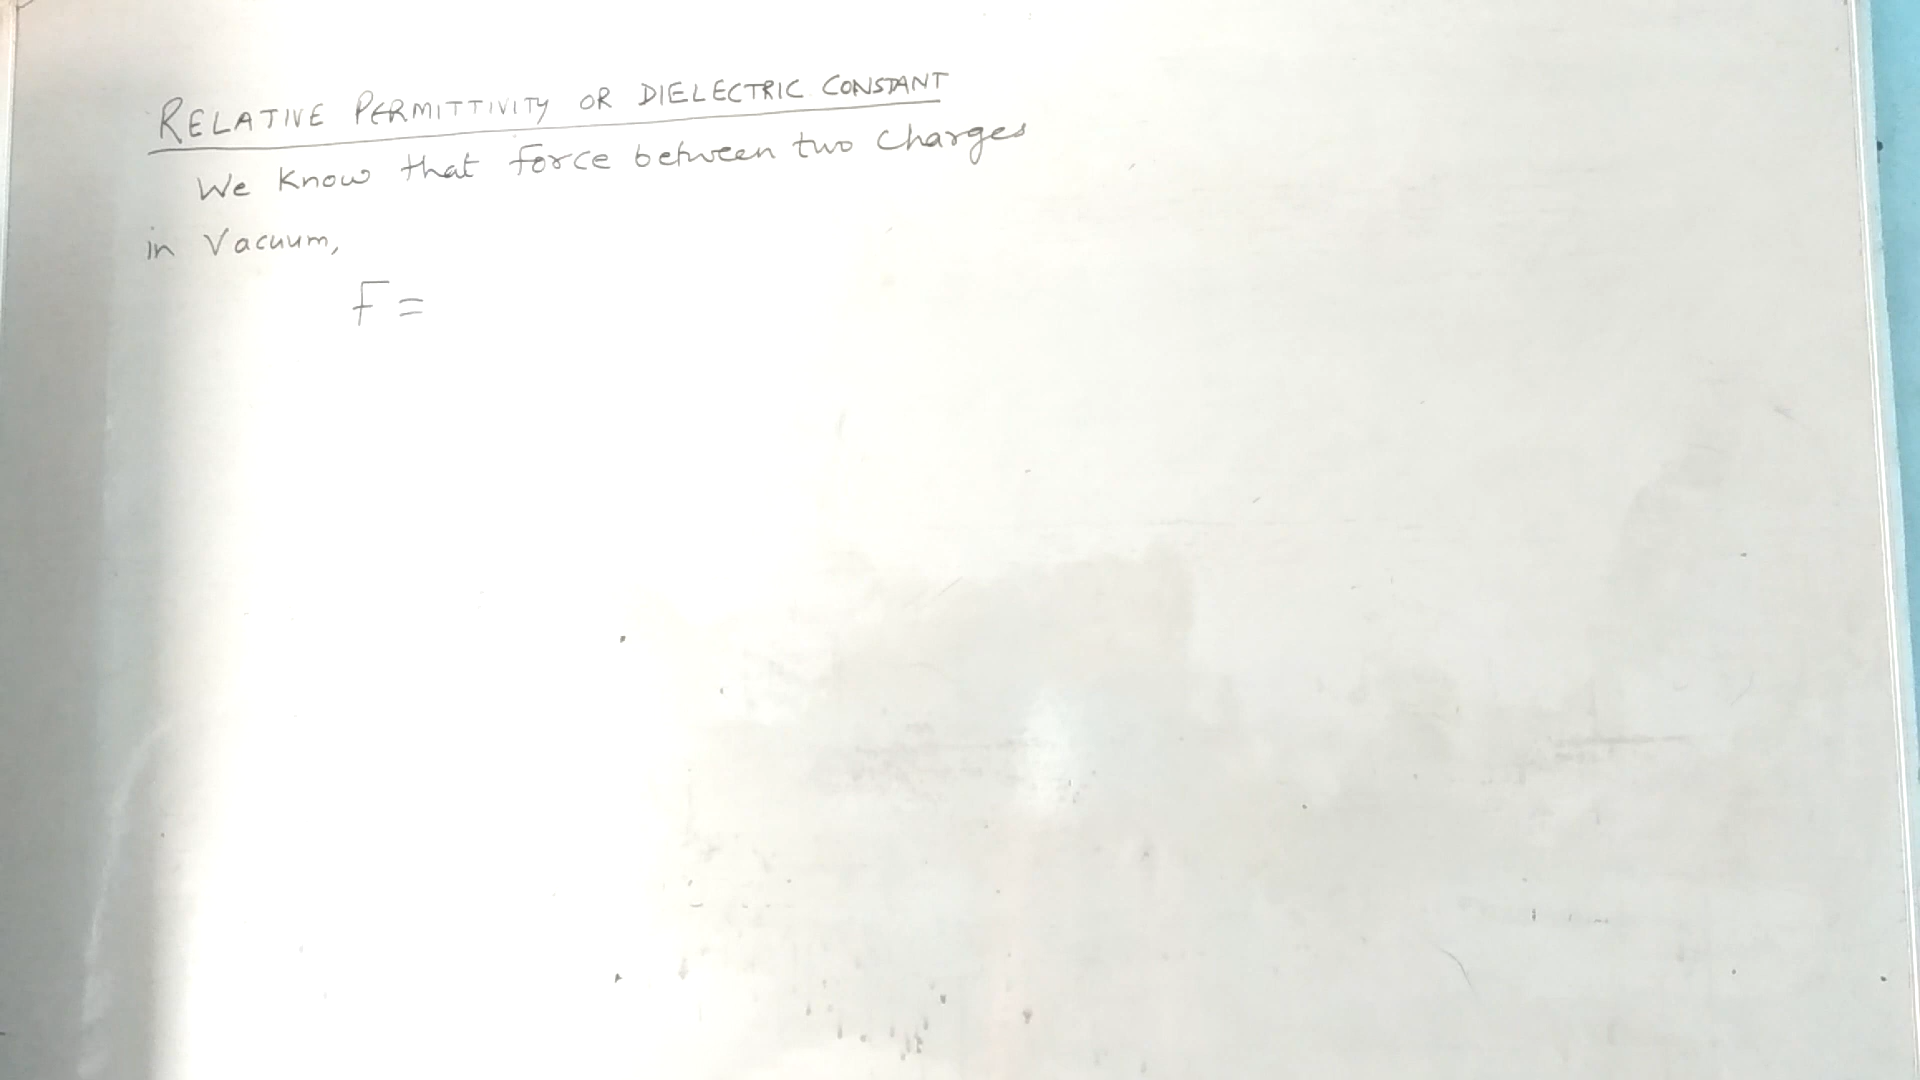 RELATIVE PERMITTIVITY OR DIELECTRIC CONSTANT
We Know that force between two Charges
in Vacuum,
F =